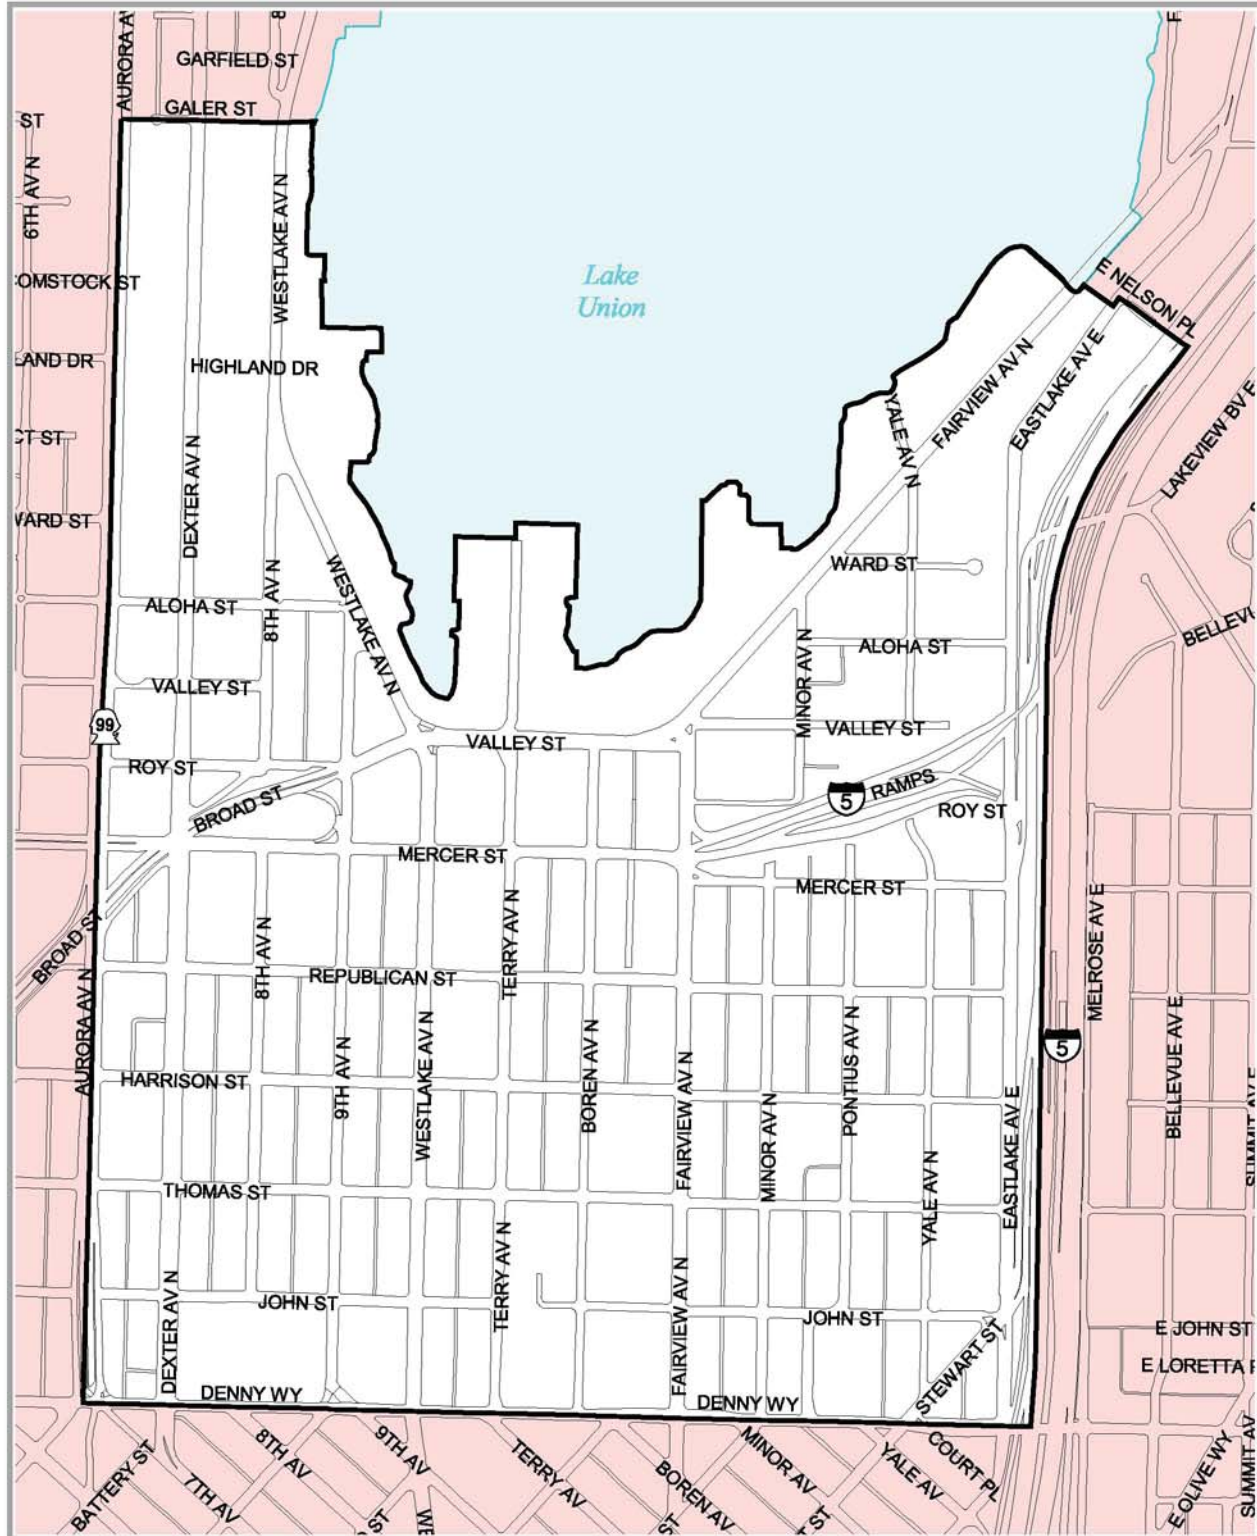 AURORA AV
8
F
GARFIELD ST
GALER ST
ST
6TH AV N
WESTLAKE AV N
Lake
Union
E NELSON PL
COMSTOCK ST
LAND DR
HIGHLAND DR
FAIRVIEW AV N
EASTLAKE AV E
YALE AV N
LAKEVIEW BV E
CT ST
DEXTER AV N
WARD ST
8TH AV N
WESTLAKE AV N
WARD ST
ALOHA ST
MINOR AV N
ALOHA ST
BELLEVU
VALLEY ST
99
VALLEY ST
VALLEY ST
ROY ST
BROAD ST
5
RAMPS
ROY ST
MERCER ST
MERCER ST
BROAD ST
8TH AV N
TERRY AV N
MELROSE AV E
REPUBLICAN ST
AURORA AV N
9TH AV N
WESTLAKE AV N
BOREN AV N
FAIRVIEW AV N
PONTIUS AV N
5
BELLEVUE AV E
HARRISON ST
MINOR AV N
EASTLAKE AV E
SUMMIT AV E
THOMAS ST
YALE AV N
TERRY AV N
DEXTER AV N
JOHN ST
FAIRVIEW AV N
JOHN ST
STEWART ST
E JOHN ST
E LORETTA P
DENNY WY
DENNY WY
BATTERY ST
7TH AV
8TH AV
9TH AV
WE
ST
TERRY AV
BOREN AV
ST
MINOR AV
T ST
YALE AV
COURT PL
E OLIVE WY
SUMMIT AV